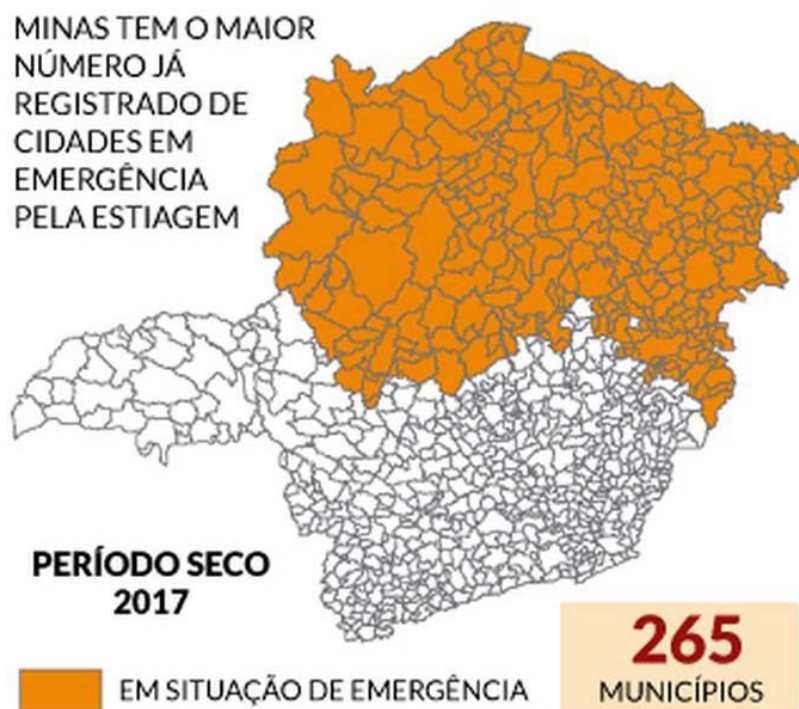 MINAS TEM O MAIOR
NÚMERO JÁ
REGISTRADO DE
CIDADES EM
EMERGÊNCIA
PELA ESTIAGEM
PERÍODO SECO
2017
EM SITUAÇÃO DE EMERGÊNCIA
265
MUNICÍPIOS